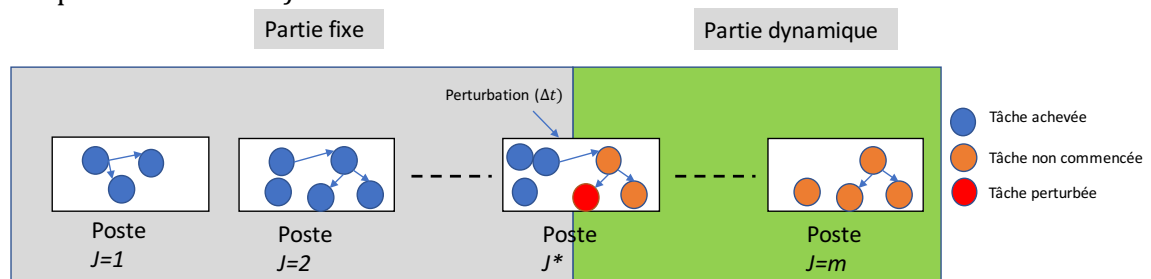 Partie fixe
Partie dynamique
Perturbation (Δt)
Tâche achevée
Tâche non commencée
Tâche perturbée
Poste
J=1
Poste
J=2
Poste
J*
Poste
J=m